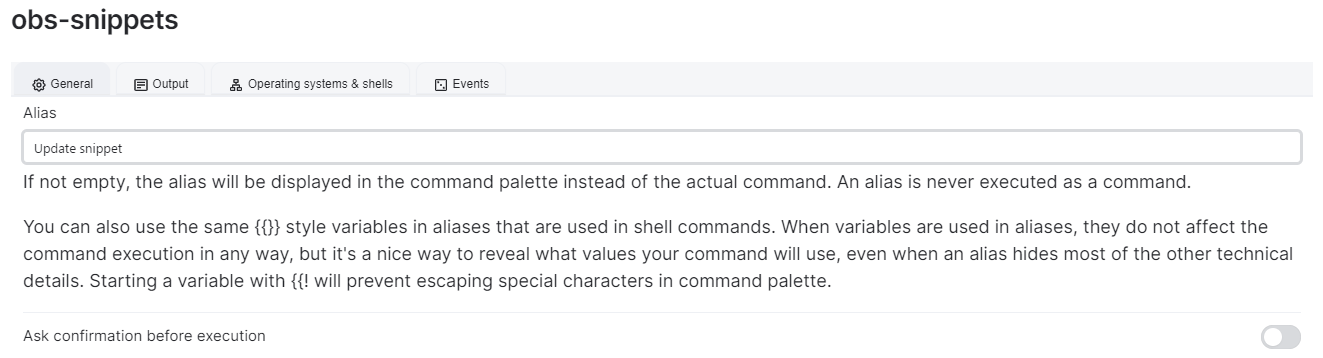 obs-snippets
General Output Operating systems & shells Events
Alias
Update snippet
If not empty, the alias will be displayed in the command palette instead of the actual command. An alias is never executed as a command.
You can also use the same {{}} style variables in aliases that are used in shell commands. When variables are used in aliases, they do not affect the
command execution in any way, but it's a nice way to reveal what values your command will use, even when an alias hides most of the other technical
details. Starting a variable with {{! will prevent escaping special characters in command palette.
Ask confirmation before execution